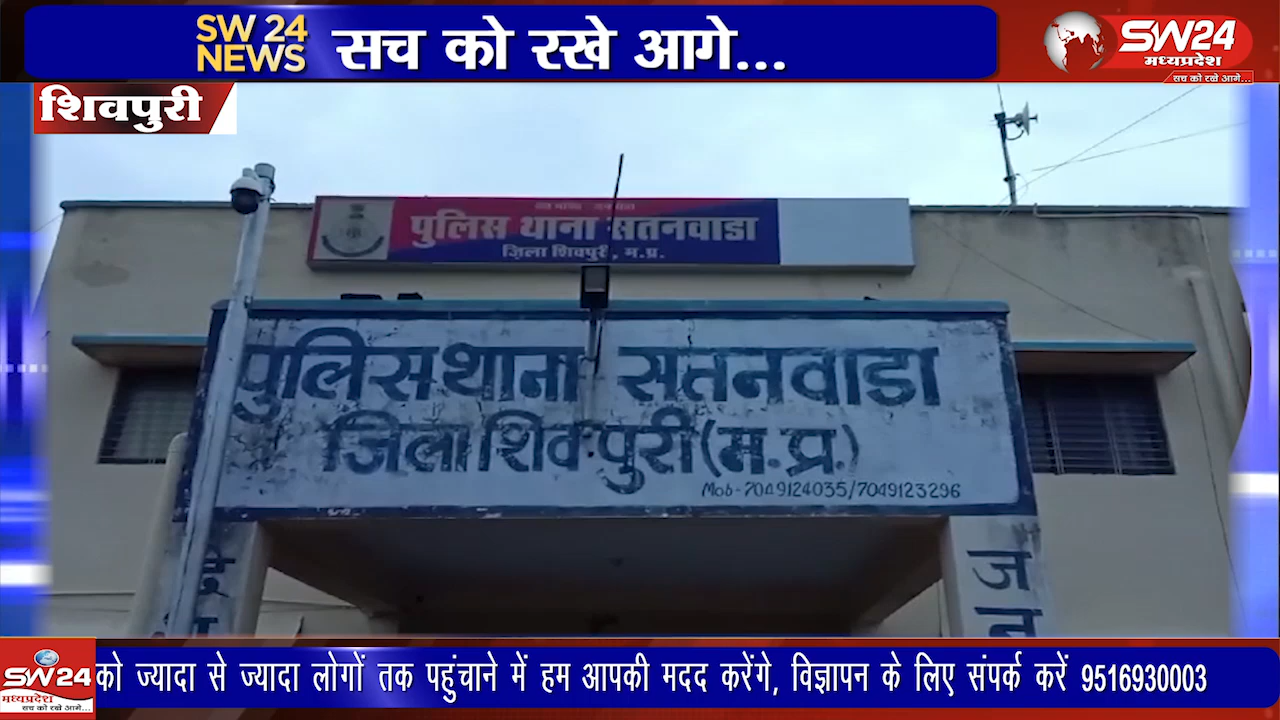 SW 24
NEWS
सच को रखे आगे...
SW24
मध्यप्रदेश
सच को रखे आगे...
शिवपुरी
पुलिस थाना सतनवाडा
ज़िला शिवपुरी, म.प्र.
पुलिस थाना सतनवाडा
जिला शिवपुरी (म.प्र.)
Mob-7049124035/7049123296
ज
न
SW24
मध्यप्रदेश
सच को रखे आगे...
को ज्यादा से ज्यादा लोगों तक पहुंचाने में हम आपकी मदद करेंगे, विज्ञापन के लिए संपर्क करें 9516930003